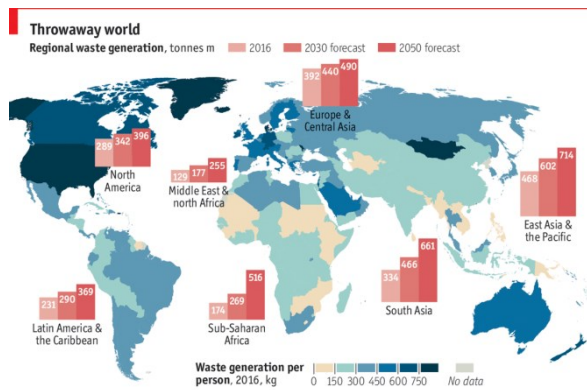 Throwaway world
Regional waste generation, tonnes m 2016 2030 forecast 2050 forecast
392 440 490
Europe &
Central Asia
289 342 396
North
America
129 177 255
Middle East &
north Africa
468 602 714
East Asia &
the Pacific
231 290 369
Latin America &
the Caribbean
174 269 516
Sub-Saharan
Africa
334 466 661
South Asia
Waste generation per
person, 2016, kg
0 150 300 450 600 750
No data